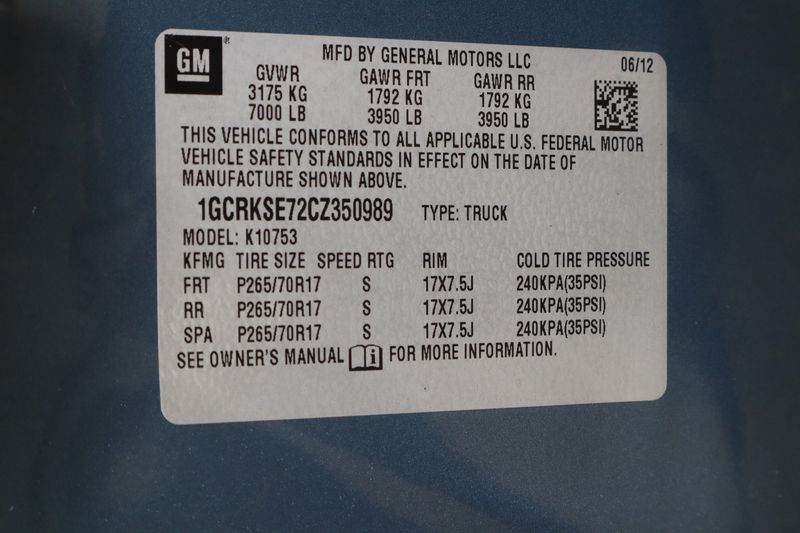 GM®
MFD BY GENERAL MOTORS LLC 06/12
GVWR GAWR FRT GAWR RR
3175 KG 1792 KG 1792 KG
7000 LB 3950 LB 3950 LB
THIS VEHICLE CONFORMS TO ALL APPLICABLE U.S. FEDERAL MOTOR
VEHICLE SAFETY STANDARDS IN EFFECT ON THE DATE OF
MANUFACTURE SHOWN ABOVE.
1GCRKSE72CZ350989 TYPE: TRUCK
MODEL: K10753
KFMG TIRE SIZE SPEED RTG RIM COLD TIRE PRESSURE
FRT P265/70R17 S 17X7.5J 240KPA(35PSI)
RR P265/70R17 S 17X7.5J 240KPA(35PSI)
SPA P265/70R17 S 17X7.5J 240KPA(35PSI)
SEE OWNER'S MANUAL i FOR MORE INFORMATION.